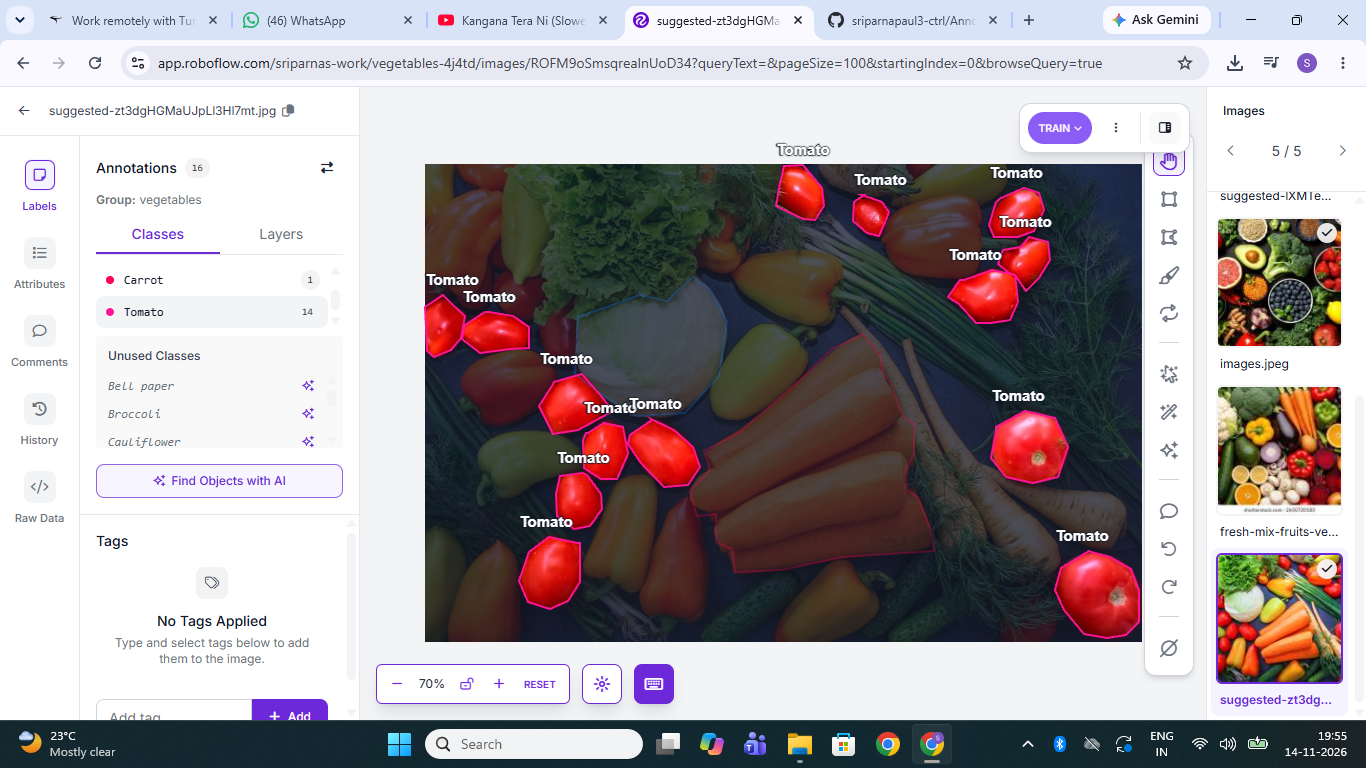 Work remotely with Tu
(46) WhatsApp
Kangana Tera Ni (Slowe
suggested-zt3dgHGMa
sriparnapaul3-ctrl/Anno
Ask Gemini
app.roboflow.com/sriparnas-work/vegetables-4j4td/images/ROFM9oSmsqrealnUoD34?queryText=&pageSize=100&startingIndex=0&browseQuery=true
S
suggested-zt3dgHGMaUJpLl3Hl7mt.jpg
Labels
Attributes
Comments
History
Raw Data
Annotations 16
Group: vegetables
Classes Layers
Carrot 1
Tomato 14
Unused Classes
Bell paper
Broccoli
Cauliflower
Find Objects with AI
Tags
No Tags Applied
Type and select tags below to add
them to the image.
Add tag
+ Add
TRAIN
Tomato
Tomato
Tomato
Tomato
Tomato
Tomato
Tomato
Tomato
Tomato
Tomato
Tomato
Tomato
Tomato
Tomato
70%
RESET
Images
5 / 5
suggested-lXMTe...
images.jpeg
fresh-mix-fruits-ve...
suggested-zt3dg...
23°C
Mostly clear
Search
ENG
IN
19:55
14-11-2026